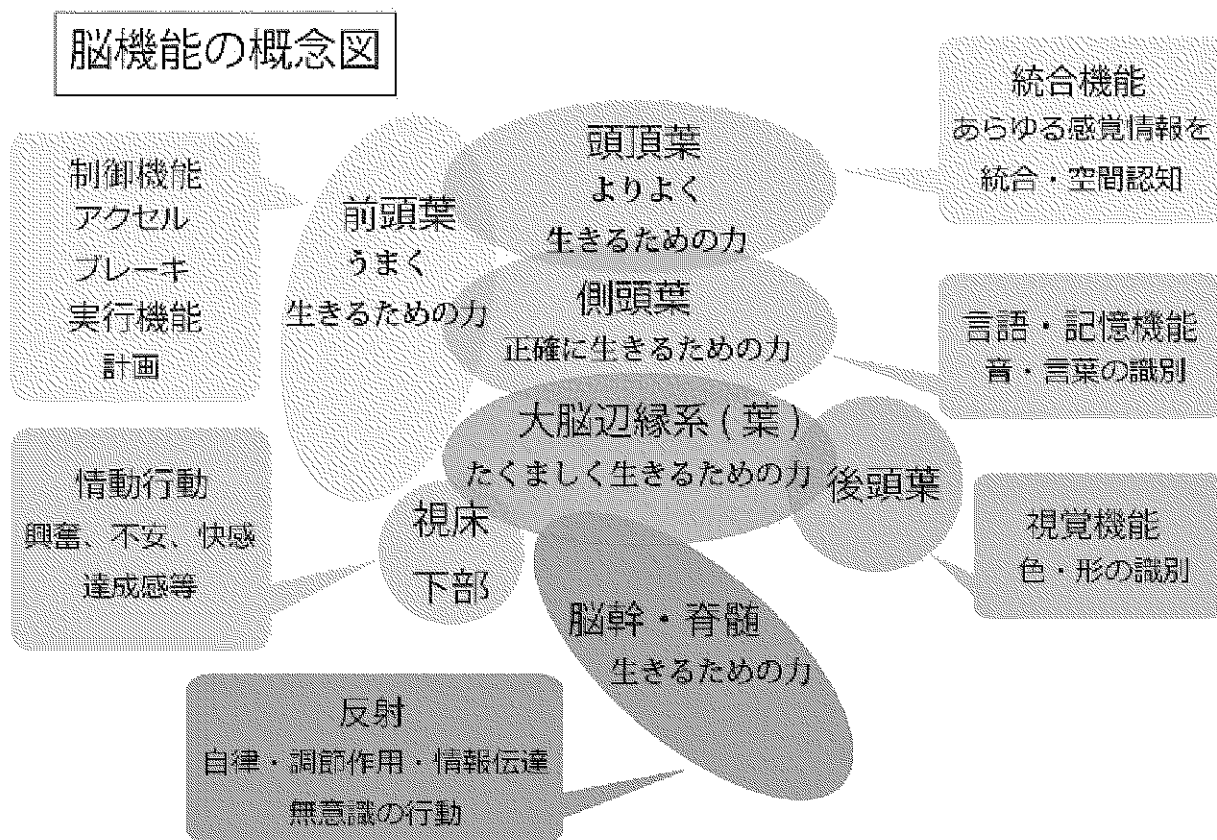 脳機能の概念図
統合機能
あらゆる感覚情報を
統合・空間認知
頭頂葉
よりよく
生きるための力
制御機能
アクセル
ブレーキ
実行機能
計画
前頭葉
うまく
生きるための力
側頭葉
正確に生きるための力
言語・記憶機能
音・言葉の識別
大脳辺縁系(葉)
たくましく生きるための力
後頭葉
情動行動
興奮、不安、快感
達成感等
視床
下部
視覚機能
色・形の識別
脳幹・脊髄
生きるための力
反射
自律・調節作用・情報伝達
無意識の行動